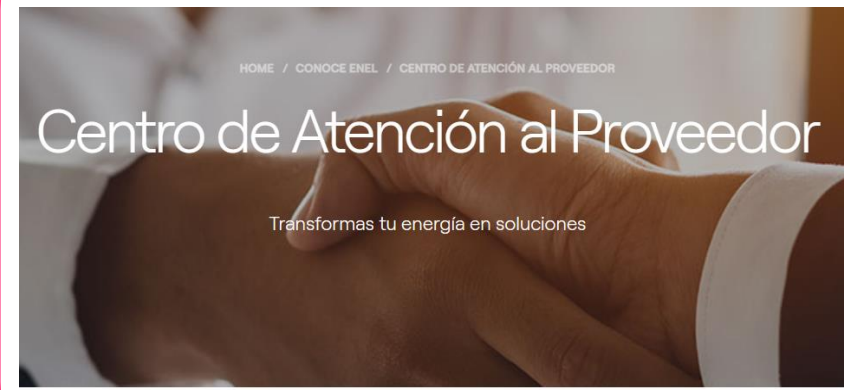 HOME / CONOCE ENEL / CENTRO DE ATENCIÓN AL PROVEEDOR
Centro de Atención al Proveedor
Transformas tu energía en soluciones